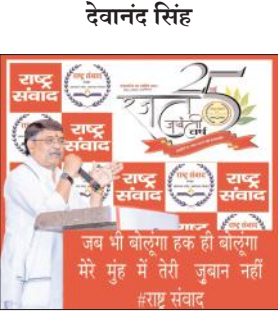 देवानंद सिंह
राष्ट्र
संवाद
राष्ट्र संवाद
25
रजत
जयंती
वर्ष
राष्ट्र
संवाद
राष्ट्र
संवाद
राष्ट्र
संवाद
राष्ट्र संवाद
राष्ट्र
संवाद
जब भी बोलूंगा हक ही बोलूंगा
मेरे मुंह में तेरी जुबान नहीं
#राष्ट्र संवाद